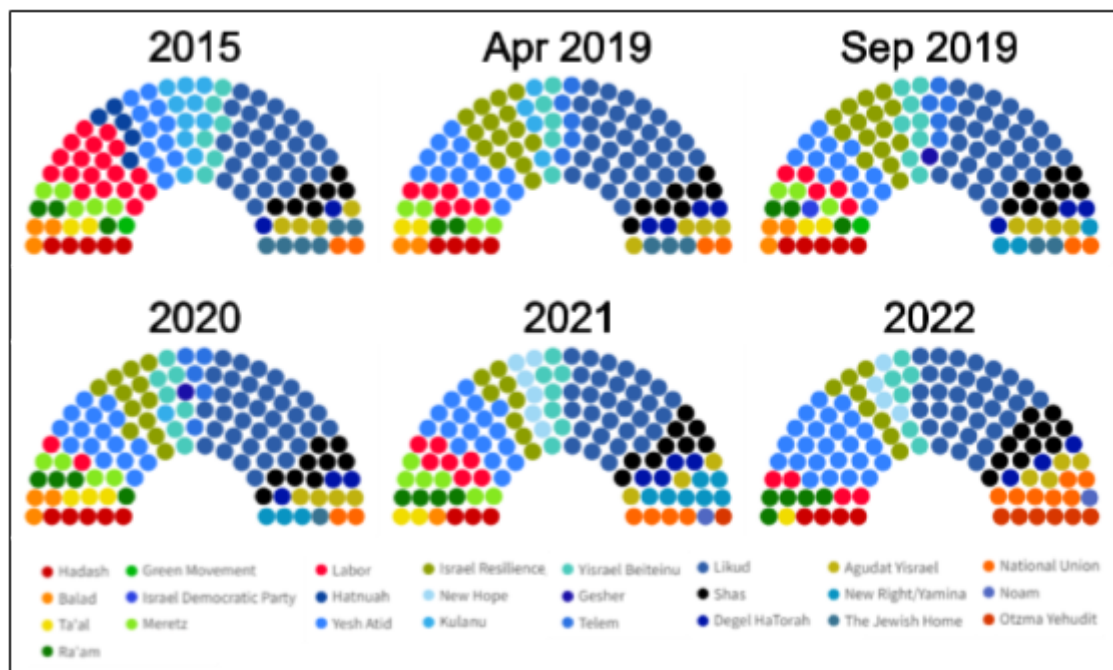 2015 Apr 2019 Sep 2019
2020 2021 2022
Hadash Green Movement Labor Israel Resilience Yisrael Beiteinu Likud Agudat Yisrael National Union
Balad Israel Democratic Party Hatnuah New Hope Gesher Shas New Right/Yamina Noam
Ta'al Meretz Yesh Atid Kulanu Telem Degel HaTorah The Jewish Home Otzma Yehudit
Ra'am